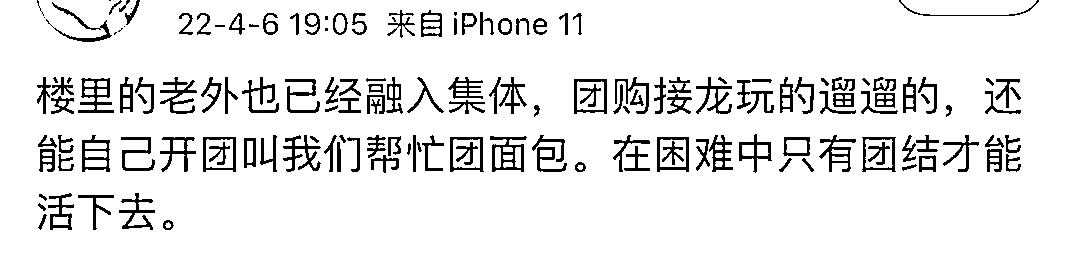 22-4-6 19:05 来自 iPhone 11
楼里的老外也已经融入集体，团购接龙玩的遛遛的，还
能自己开团叫我们帮忙团面包。在困难中只有团结才能
活下去。